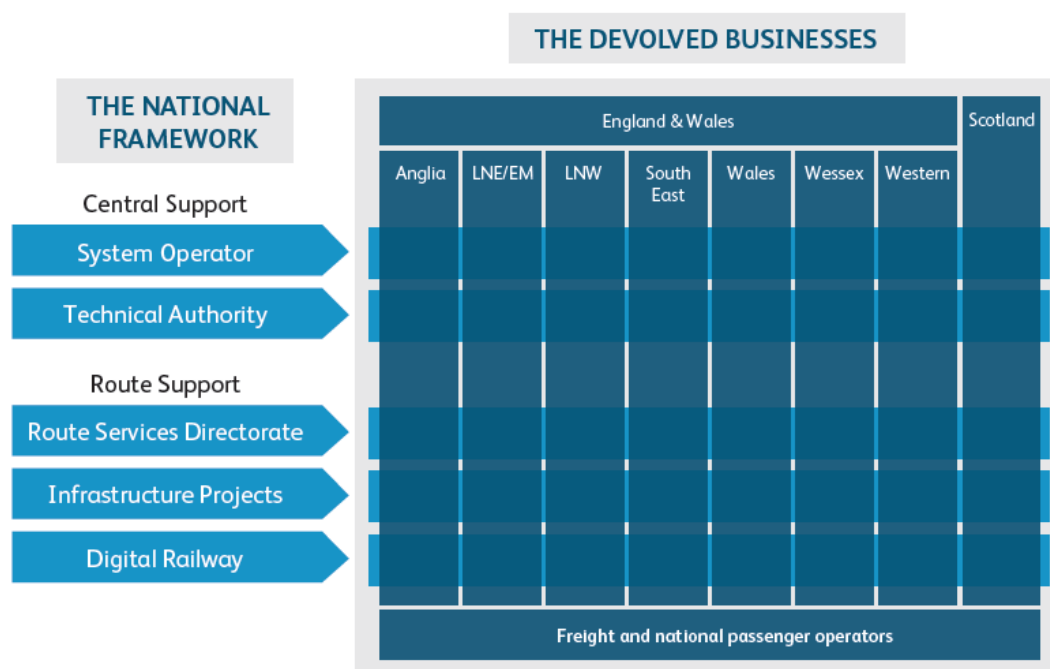 THE DEVOLVED BUSINESSES
THE NATIONAL
FRAMEWORK
England & Wales
Scotland
Anglia
LNE/EM
LNW
South
East
Wales
Wessex
Western
Central Support
System Operator
Technical Authority
Route Support
Route Services Directorate
Infrastructure Projects
Digital Railway
Freight and national passenger operators